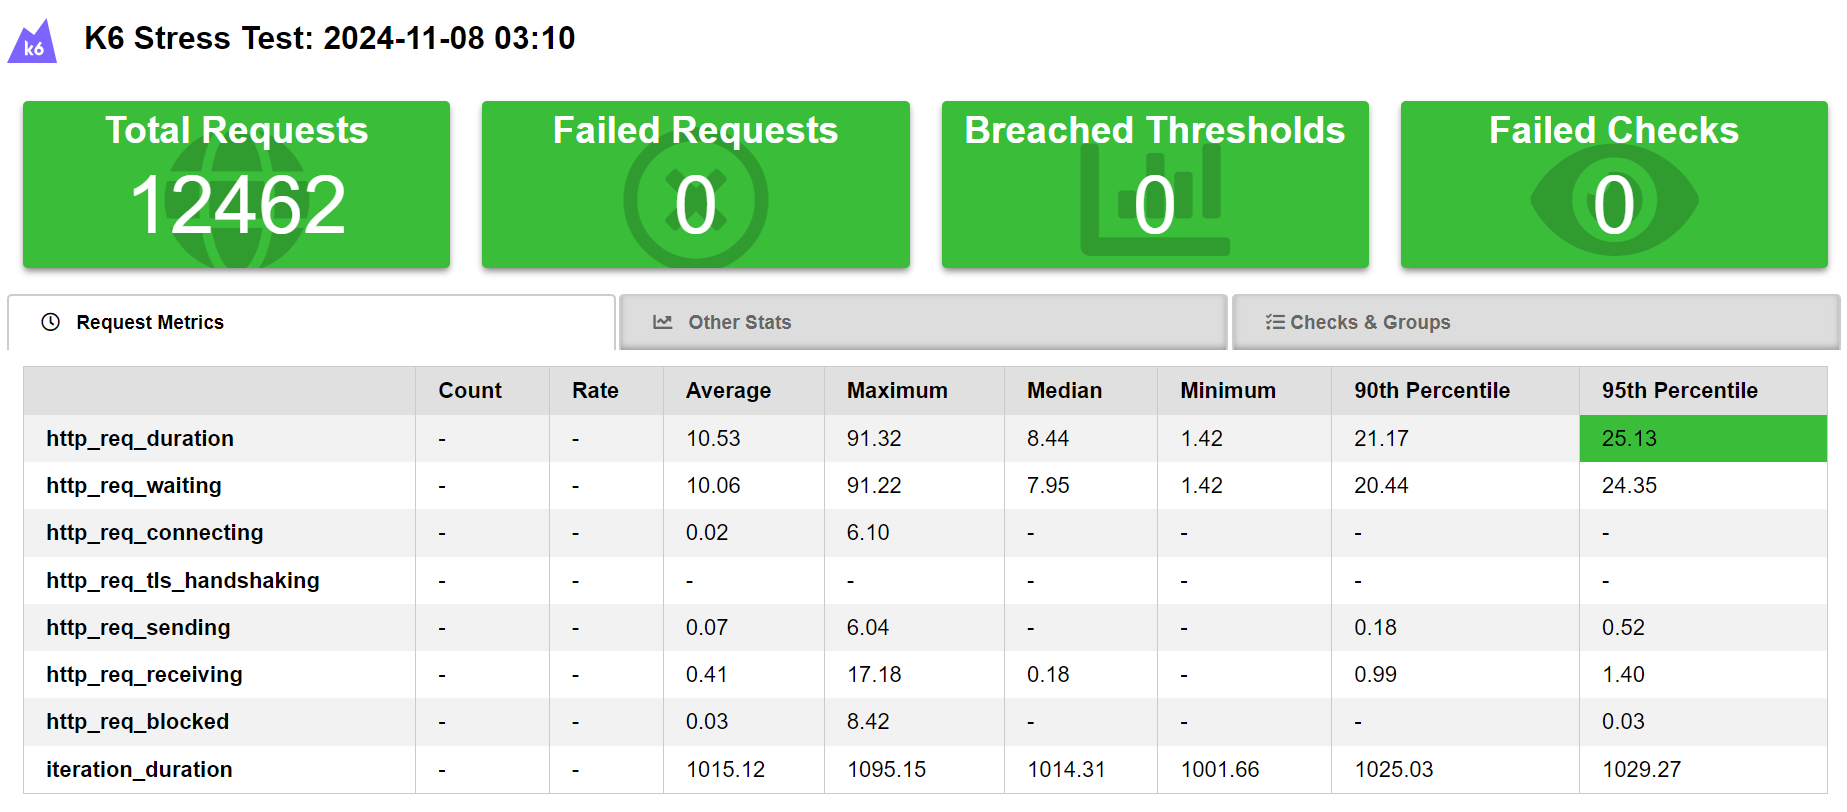 k6
K6 Stress Test: 2024-11-08 03:10
Total Requests
12462
Failed Requests
0
Breached Thresholds
0
Failed Checks
0
Request Metrics
Other Stats
Checks & Groups
Count Rate Average Maximum Median Minimum 90th Percentile 95th Percentile
http_req_duration - - 10.53 91.32 8.44 1.42 21.17 25.13
http_req_waiting - - 10.06 91.22 7.95 1.42 20.44 24.35
http_req_connecting - - 0.02 6.10 - - - -
http_req_tls_handshaking - - - - - - - -
http_req_sending - - 0.07 6.04 - - 0.18 0.52
http_req_receiving - - 0.41 17.18 0.18 - 0.99 1.40
http_req_blocked - - 0.03 8.42 - - - 0.03
iteration_duration - - 1015.12 1095.15 1014.31 1001.66 1025.03 1029.27